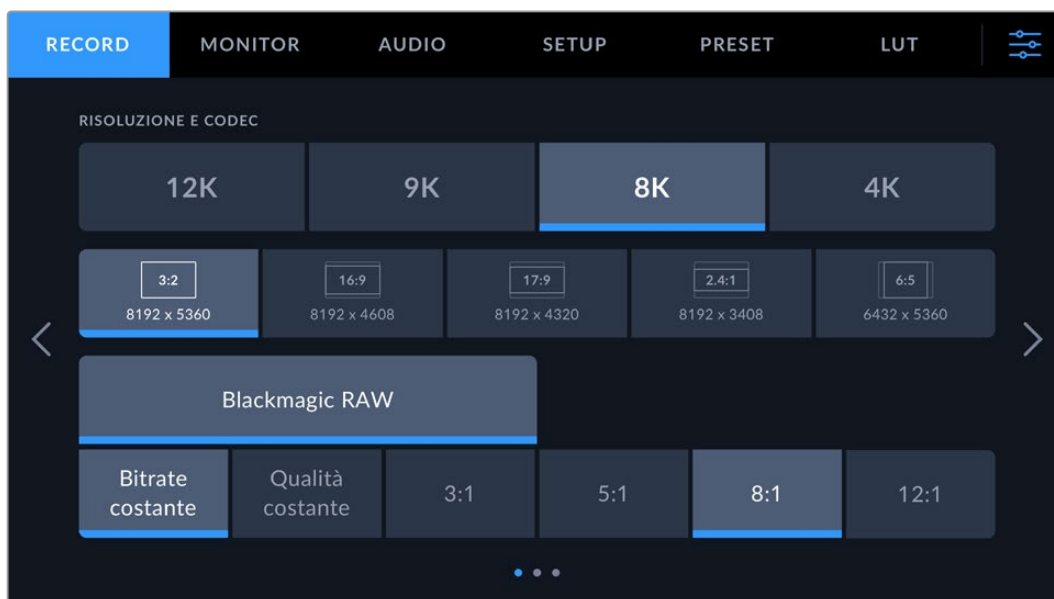 RECORD MONITOR AUDIO SETUP PRESET LUT
RISOLUZIONE E CODEC
12K 9K 8K 4K
3:2 16:9 17:9 2.4:1 6:5
8192 x 5360 8192 x 4608 8192 x 4320 8192 x 3408 6432 x 5360
Blackmagic RAW
Bitrate costante Qualità costante 3:1 5:1 8:1 12:1